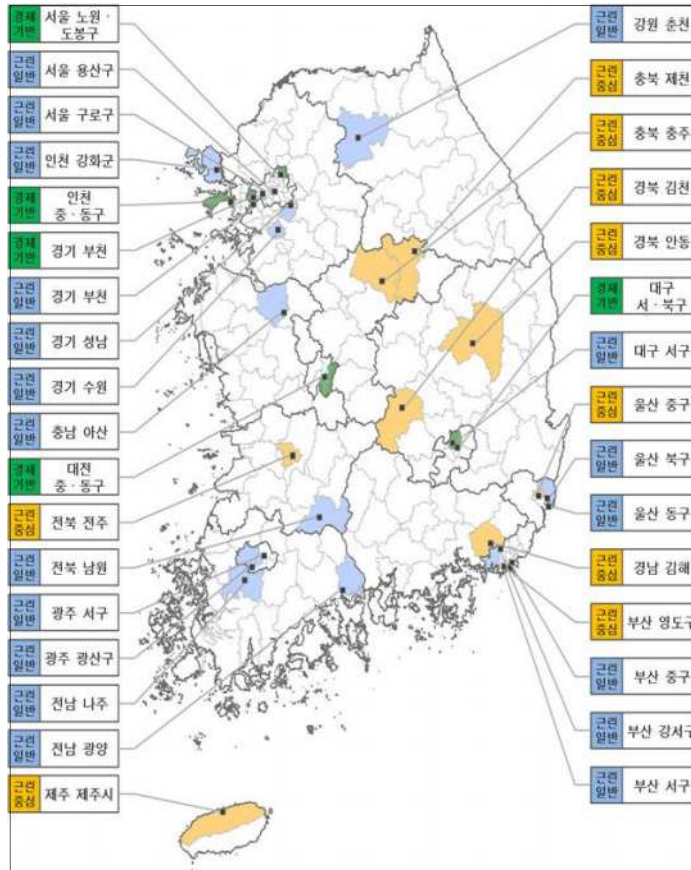 경제
기반
서울 노원·
도봉구
근린
일반
서울 용산구
근린
일반
서울 구로구
근린
일반
인천 강화군
경제
기반
인천
중·동구
경제
기반
경기 부천
근린
일반
경기 부천
근린
일반
경기 성남
근린
일반
경기 수원
근린
일반
충남 아산
경제
기반
대전
중·동구
근린
중심
전북 전주
근린
일반
전북 남원
근린
일반
광주 서구
근린
일반
광주 광산구
근린
일반
전남 나주
근린
일반
전남 광양
근린
중심
제주 제주시
근린
일반
강원 춘천
근린
중심
충북 제천
근린
중심
충북 충주
근린
중심
경북 김천
근린
중심
경북 안동
경제
기반
대구
서·북구
근린
일반
대구 서구
근린
중심
울산 중구
근린
일반
울산 북구
근린
일반
울산 동구
근린
중심
경남 김해
근린
중심
부산 영도구
근린
일반
부산 중구
근린
일반
부산 강서구
근린
일반
부산 서구